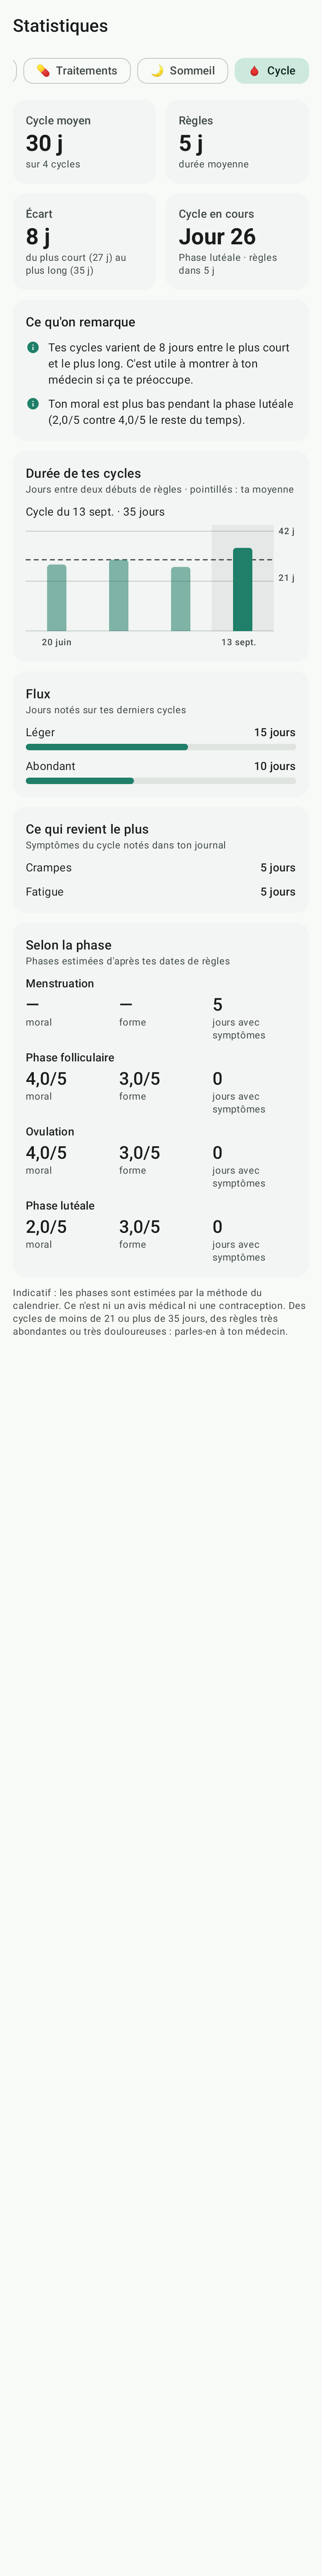 Statistiques
Traitements
Sommeil
Cycle
Cycle moyen
30 j
sur 4 cycles
Règles
5 j
durée moyenne
Écart
8 j
du plus court (27 j) au
plus long (35 j)
Cycle en cours
Jour 26
Phase lutéale · règles
dans 5 j
Ce qu'on remarque
Tes cycles varient de 8 jours entre le plus court
et le plus long. C'est utile à montrer à ton
médecin si ça te préoccupe.
Ton moral est plus bas pendant la phase lutéale
(2,0/5 contre 4,0/5 le reste du temps).
Durée de tes cycles
Jours entre deux débuts de règles · pointillés : ta moyenne
Cycle du 13 sept. · 35 jours
42 j
21 j
20 juin
13 sept.
Flux
Jours notés sur tes derniers cycles
Léger
15 jours
Abondant
10 jours
Ce qui revient le plus
Symptômes du cycle notés dans ton journal
Crampes
5 jours
Fatigue
5 jours
Selon la phase
Phases estimées d'après tes dates de règles
Menstruation
— — 5
moral
forme
jours avec
symptômes
Phase folliculaire
4,0/5 3,0/5 0
moral
forme
jours avec
symptômes
Ovulation
4,0/5 3,0/5 0
moral
forme
jours avec
symptômes
Phase lutéale
2,0/5 3,0/5 0
moral
forme
jours avec
symptômes
Indicatif : les phases sont estimées par la méthode du
calendrier. Ce n'est ni un avis médical ni une contraception. Des
cycles de moins de 21 ou plus de 35 jours, des règles très
abondantes ou très douloureuses : parles-en à ton médecin.